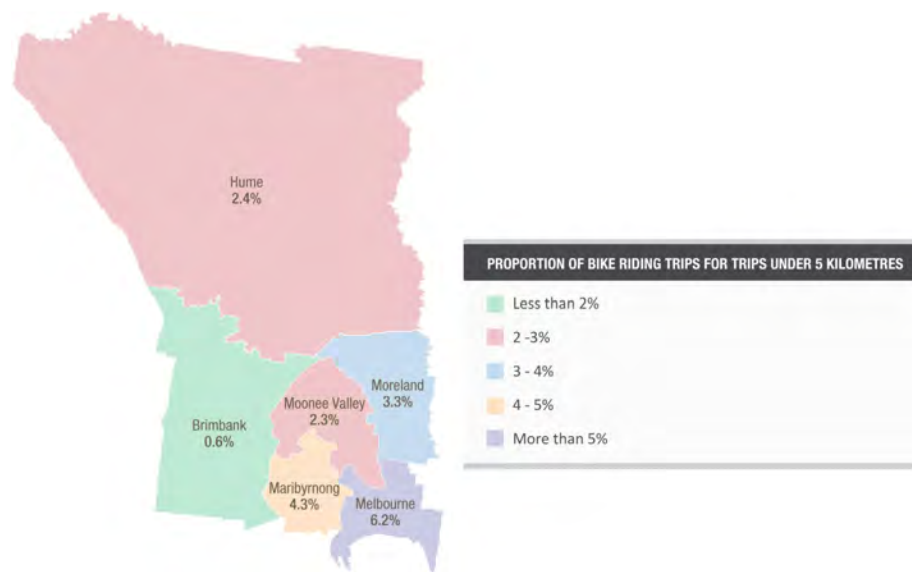 Hume
2.4%
PROPORTION OF BIKE RIDING TRIPS FOR TRIPS UNDER 5 KILOMETRES
Less than 2%
2 -3%
3 - 4%
4 - 5%
More than 5%
Moreland
3.3%
Moonee Valley
2.3%
Brimbank
0.6%
Maribyrnong
4.3%
Melbourne
6.2%